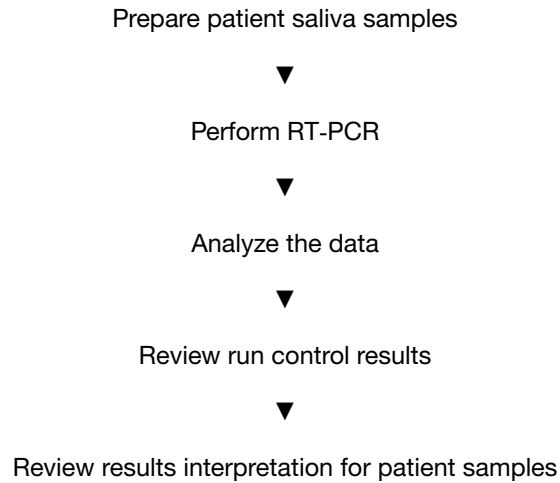 Prepare patient saliva samples
Perform RT-PCR
Analyze the data
Review run control results
Review results interpretation for patient samples